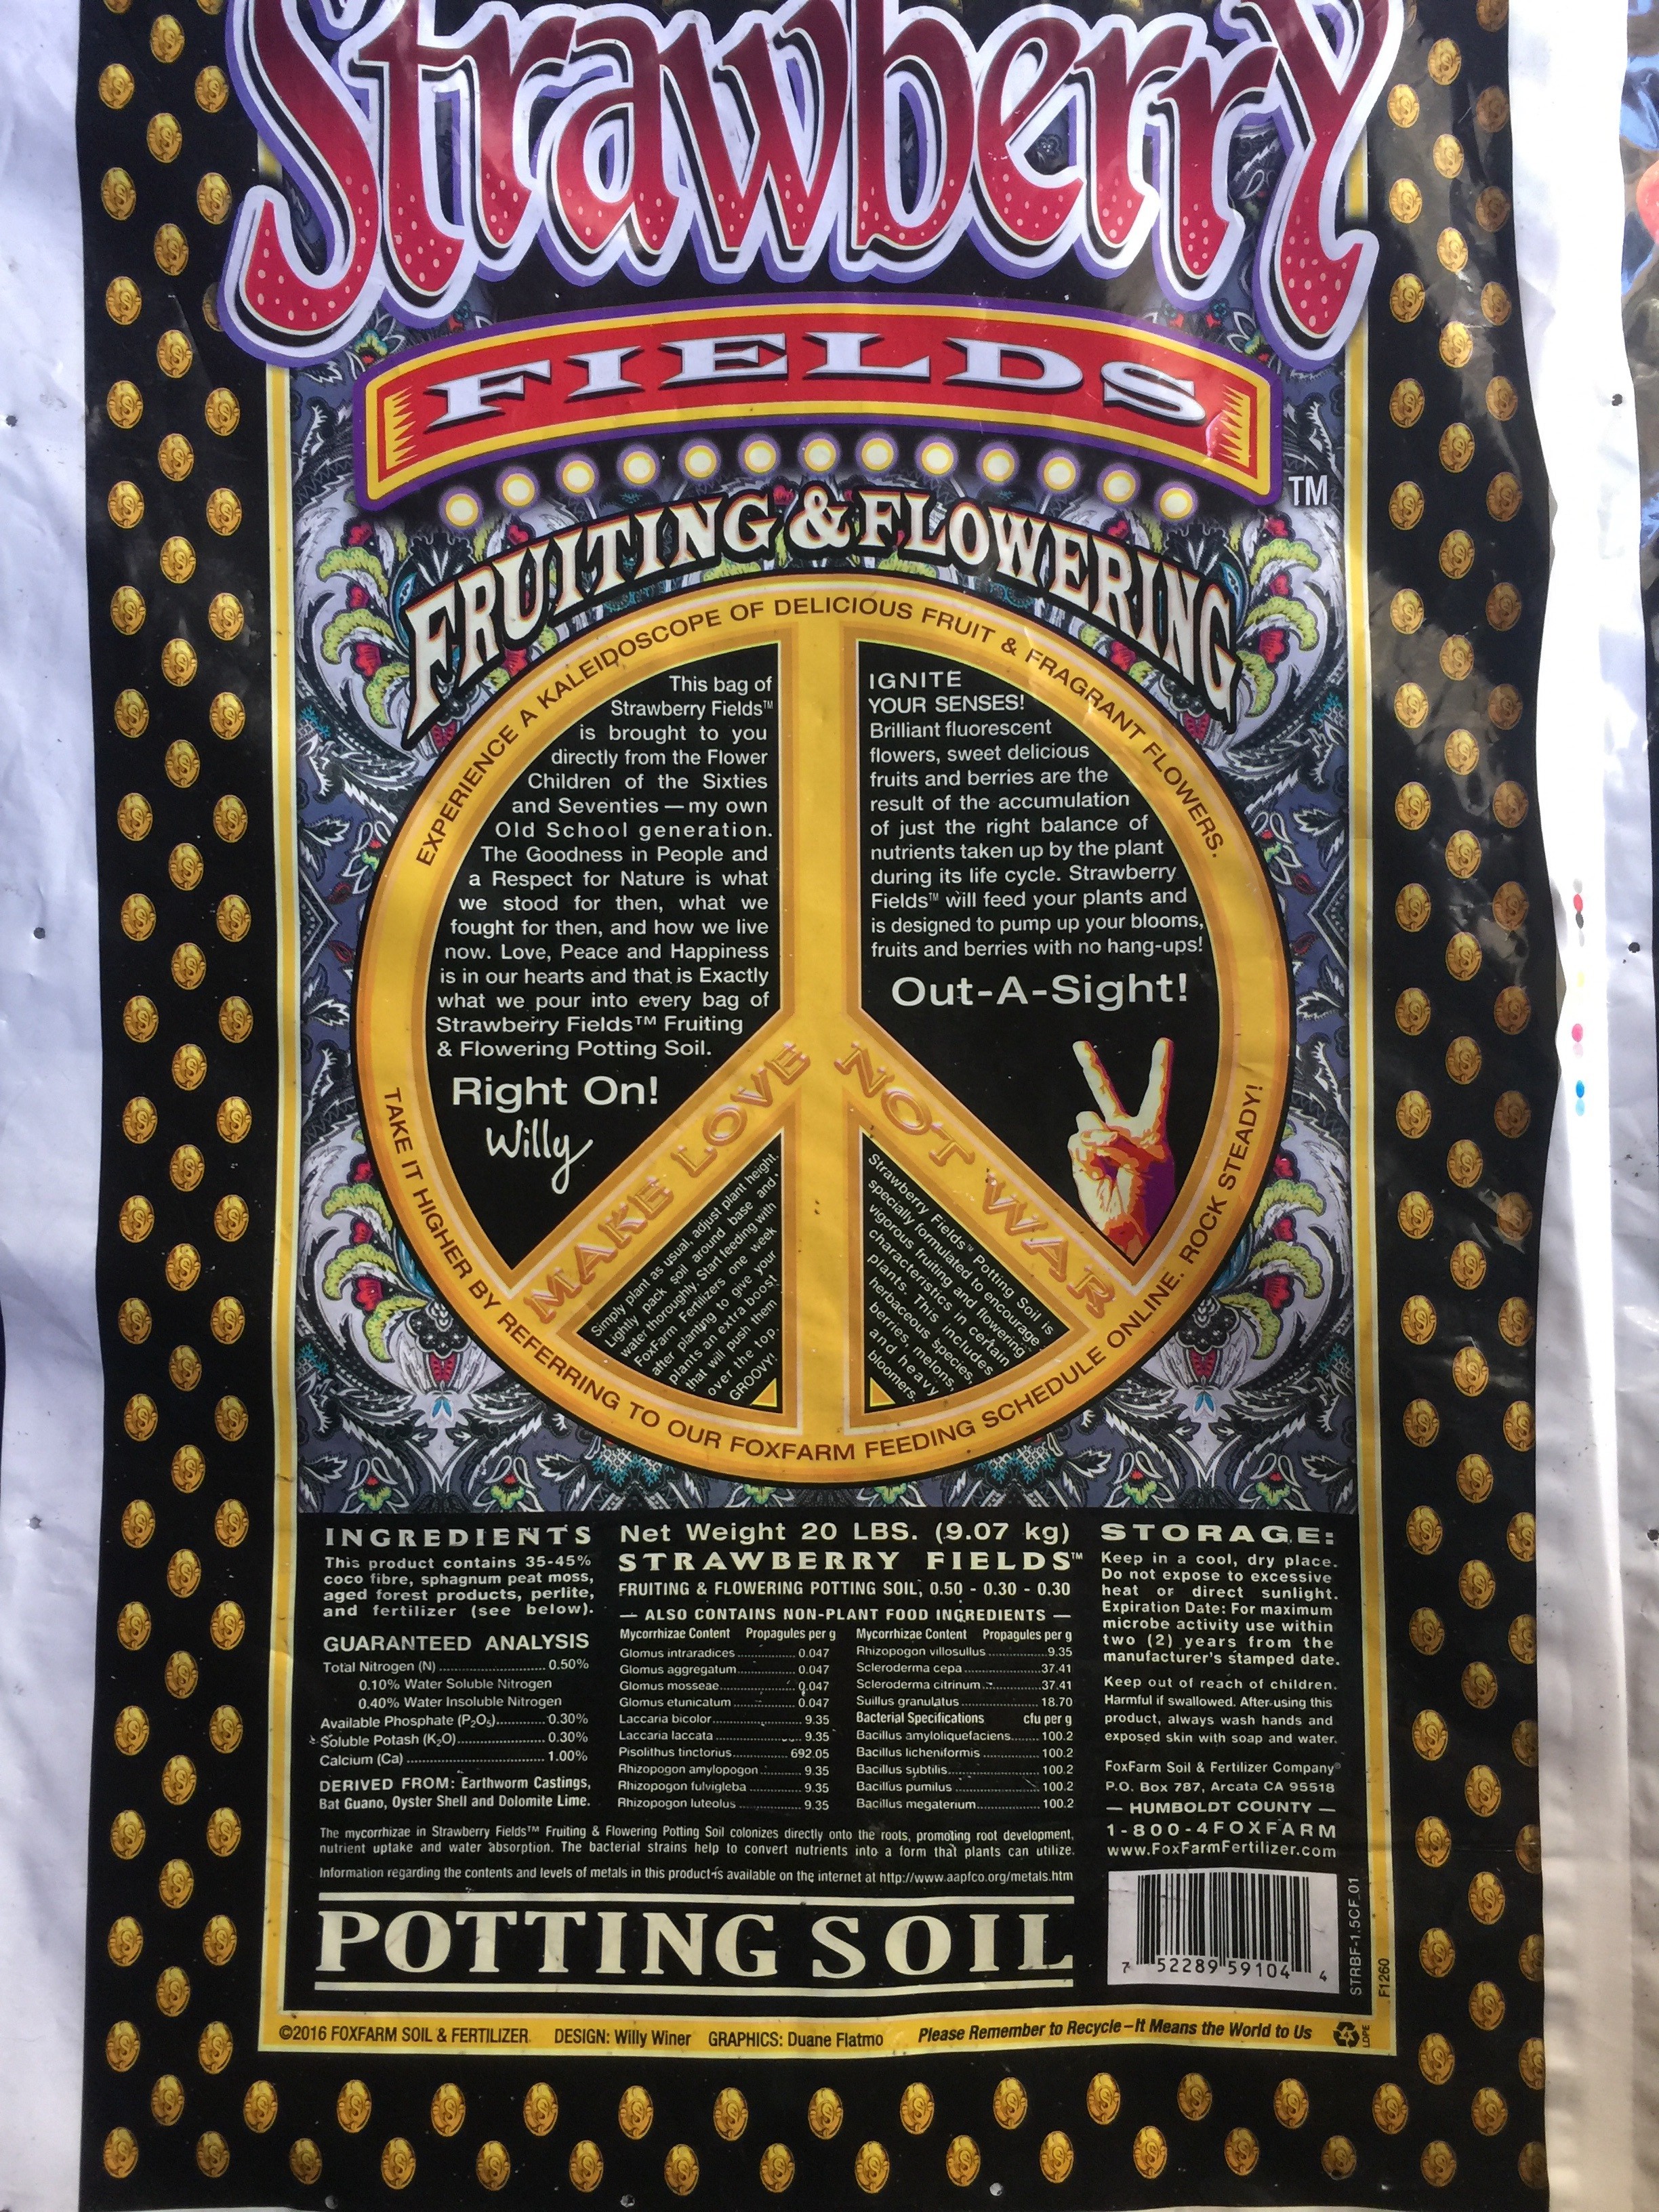 Strawberry
FIELDS
TM
FRUITING & FLOWERING
EXPERIENCE A KALEIDOSCOPE OF DELICIOUS FRUIT & FRAGRANT FLOWERS.
This bag of
Strawberry Fields™
is brought to you
directly from the Flower
Children of the Sixties
and Seventies — my own
Old School generation.
The Goodness in People and
a Respect for Nature is what
we stood for then, what we
fought for then, and how we live
now. Love, Peace and Happiness
is in our hearts and that is Exactly
what we pour into every bag of
Strawberry Fields™ Fruiting
& Flowering Potting Soil.
Right On!
Willy
IGNITE
YOUR SENSES!
Brilliant fluorescent
flowers, sweet delicious
fruits and berries are the
result of the accumulation
of just the right balance of
nutrients taken up by the plant
during its life cycle. Strawberry
Fields™ will feed your plants and
is designed to pump up your blooms,
fruits and berries with no hang-ups!
Out-A-Sight!
MAKE LOVE
NOT WAR
Simply plant as usual, adjust plant height.
Lightly pack soil around base and
water thoroughly. Start feeding with
FoxFarm Fertilizers one week
after planting to give your
plants an extra boost
that will push them
over the top.
GROOVY!
Strawberry Fields™ Potting Soil is
specially formulated to encourage
vigorous fruiting and flowering
characteristics in certain
plants. This includes
herbaceous species,
berries, melons,
and heavy
bloomers.
TAKE IT HIGHER BY REFERRING TO OUR FOXFARM FEEDING SCHEDULE ONLINE. ROCK STEADY!
INGREDIENTS
This product contains 35-45%
coco fibre, sphagnum peat moss,
aged forest products, perlite,
and fertilizer (see below).
GUARANTEED ANALYSIS
Total Nitrogen (N) ............................ 0.50%
0.10% Water Soluble Nitrogen
0.40% Water Insoluble Nitrogen
Available Phosphate (P₂O₅)............. 0.30%
Soluble Potash (K₂O)....................... 0.30%
Calcium (Ca) .................................... 1.00%
DERIVED FROM: Earthworm Castings,
Bat Guano, Oyster Shell and Dolomite Lime.
Net Weight 20 LBS. (9.07 kg)
STRAWBERRY FIELDS™
FRUITING & FLOWERING POTTING SOIL, 0.50 - 0.30 - 0.30
— ALSO CONTAINS NON-PLANT FOOD INGREDIENTS —
Mycorrhizae Content Propagules per g
Glomus intraradices ............... 0.047
Glomus aggregatum............... 0.047
Glomus mosseae................... 0.047
Glomus etunicatum ............... 0.047
Laccaria bicolor...................... 9.35
Laccaria laccata ..................... 9.35
Pisolithus tinctorius.............. 692.05
Rhizopogon amylopogon ......... 9.35
Rhizopogon fulvigleba ............. 9.35
Rhizopogon luteolus ................ 9.35
Mycorrhizae Content Propagules per g
Rhizopogon villosullus ............... 9.35
Scleroderma cepa ................... 37.41
Scleroderma citrinum............... 37.41
Suillus granulatus .................... 18.70
Bacterial Specifications cfu per g
Bacillus amyloliquefaciens....... 100.2
Bacillus licheniformis .............. 100.2
Bacillus subtilis....................... 100.2
Bacillus pumilus ..................... 100.2
Bacillus megaterium............... 100.2
The mycorrhizae in Strawberry Fields™ Fruiting & Flowering Potting Soil colonizes directly onto the roots, promoting root development,
nutrient uptake and water absorption. The bacterial strains help to convert nutrients into a form that plants can utilize.
Information regarding the contents and levels of metals in this product is available on the internet at http://www.aapfco.org/metals.htm
STORAGE:
Keep in a cool, dry place.
Do not expose to excessive
heat or direct sunlight.
Expiration Date: For maximum
microbe activity use within
two (2) years from the
manufacturer's stamped date.
Keep out of reach of children.
Harmful if swallowed. After using this
product, always wash hands and
exposed skin with soap and water.
FoxFarm Soil & Fertilizer Company®
P.O. Box 787, Arcata CA 95518
— HUMBOLDT COUNTY —
1-800-4FOXFARM
www.FoxFarmFertilizer.com
POTTING SOIL
7 52289 59104 4
STRBF-1.5CF_01
F1260
©2016 FOXFARM SOIL & FERTILIZER DESIGN: Willy Winer GRAPHICS: Duane Flatmo Please Remember to Recycle – It Means the World to Us
4
LDPE